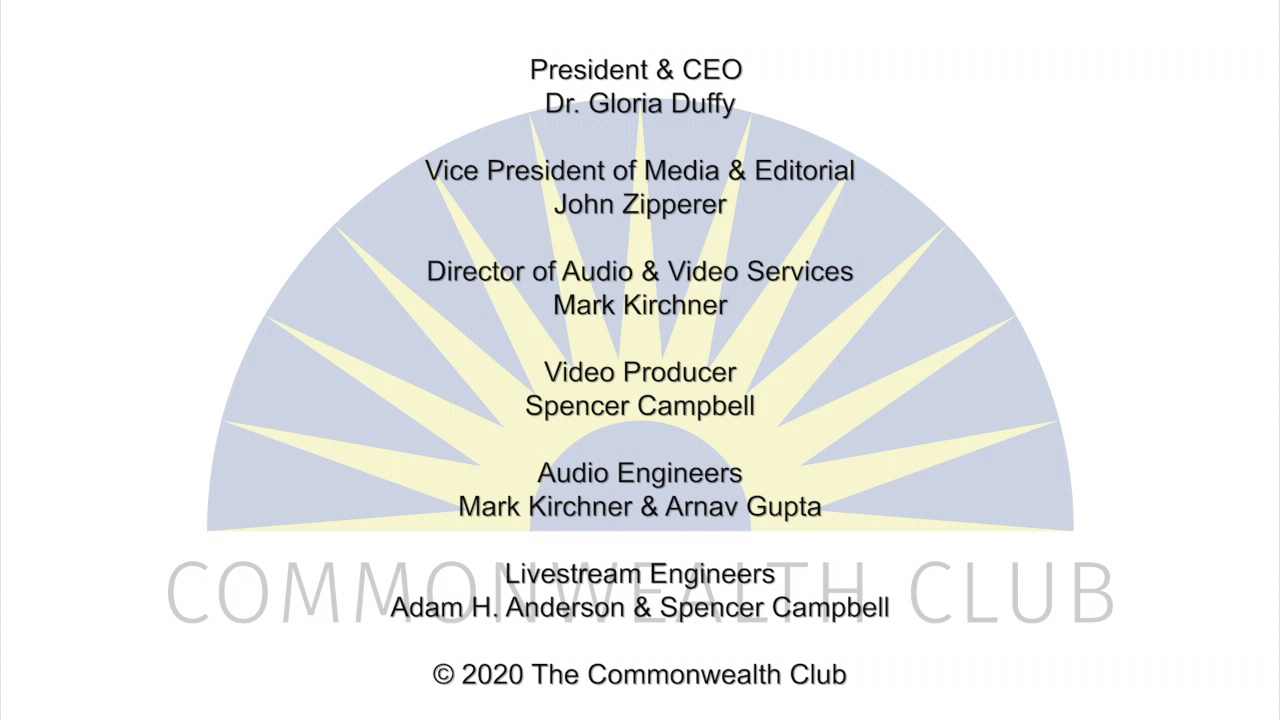 President & CEO
Dr. Gloria Duffy
Vice President of Media & Editorial
John Zipperer
Director of Audio & Video Services
Mark Kirchner
Video Producer
Spencer Campbell
Audio Engineers
Mark Kirchner & Arnav Gupta
Livestream Engineers
COMMONWEALTH CLUB
Adam H. Anderson & Spencer Campbell
© 2020 The Commonwealth Club